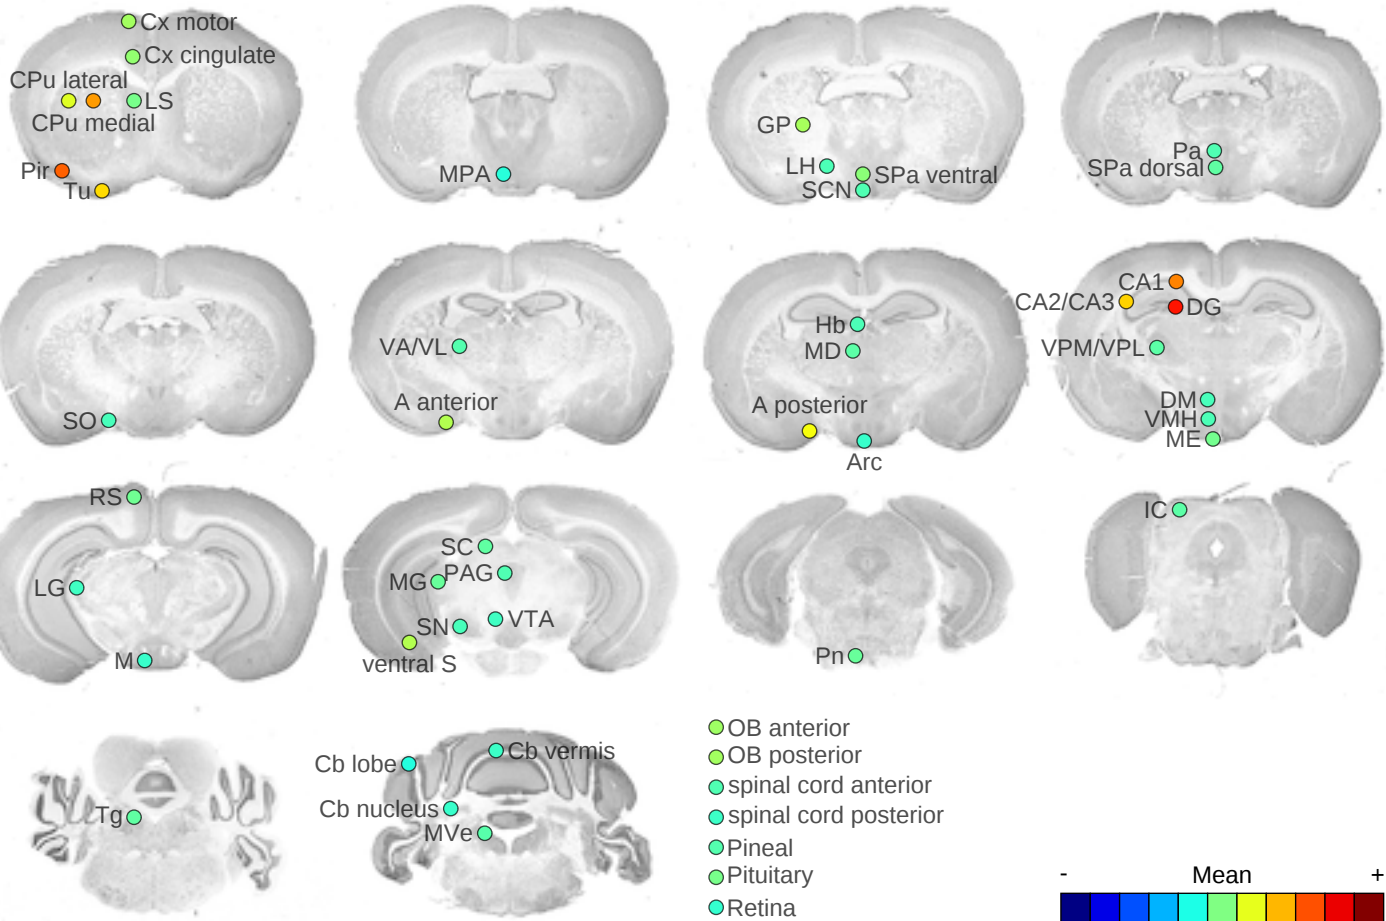 Cx motor
Cx cingulate
CPu lateral
LS
CPu medial
Pir
Tu
MPA
GP
LH
SPa ventral
SCN
Pa
SPa dorsal
SO
VA/VL
A anterior
Hb
MD
A posterior
Arc
CA1
CA2/CA3
DG
VPM/VPL
DM
VMH
ME
RS
LG
M
SC
MG
PAG
SN
VTA
ventral S
Pn
IC
Tg
Cb lobe
Cb vermis
Cb nucleus
MVe
OB anterior
OB posterior
spinal cord anterior
spinal cord posterior
Pineal
Pituitary
Retina
- Mean +